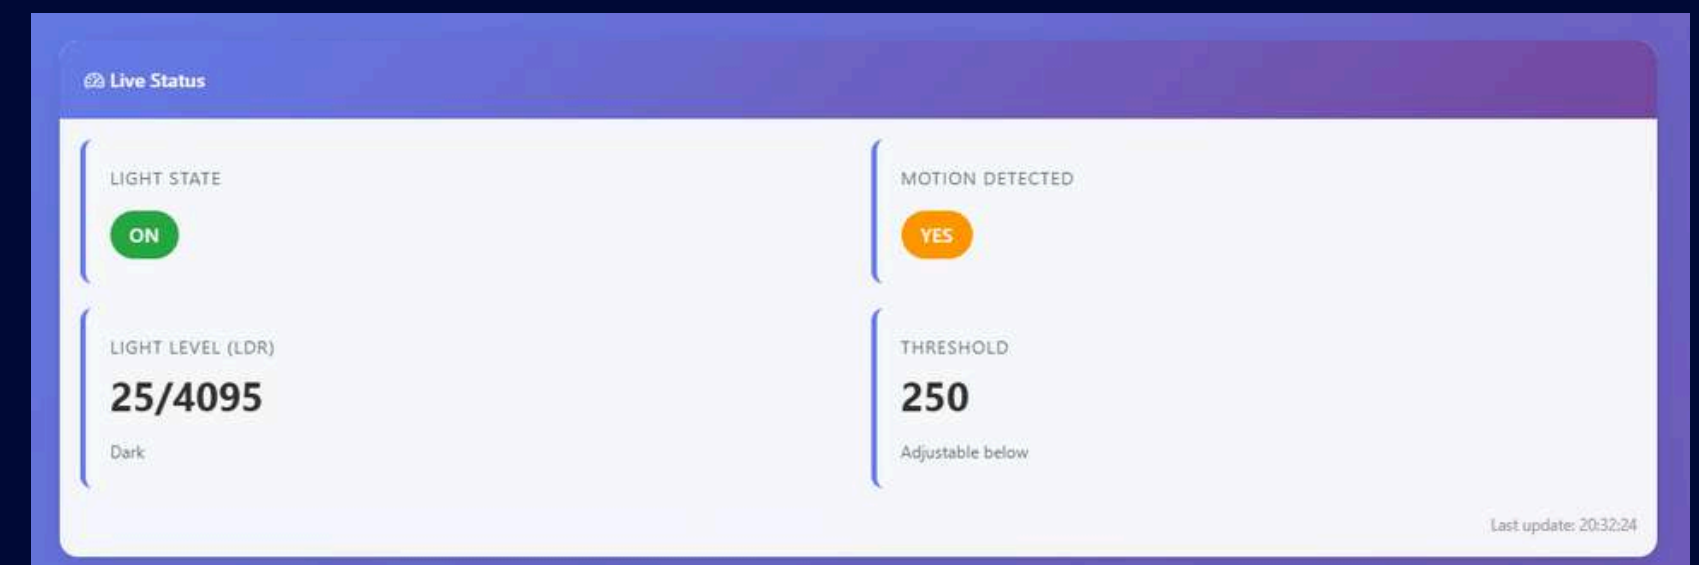 Live Status
LIGHT STATE
ON
MOTION DETECTED
YES
LIGHT LEVEL (LDR)
25/4095
Dark
THRESHOLD
250
Adjustable below
Last update: 20:32:24